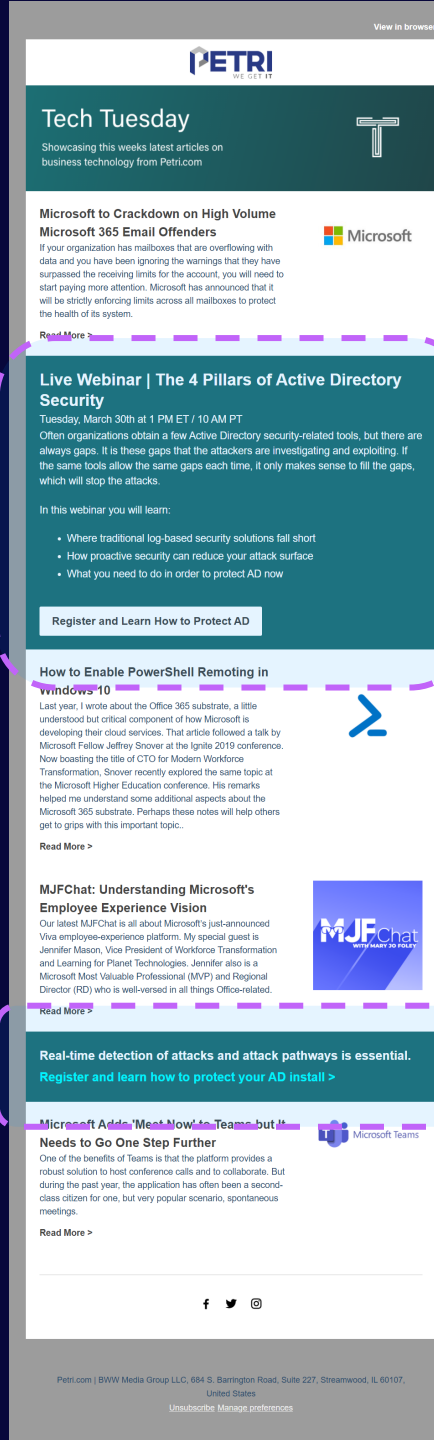 View in browser
PETRI
WE GET IT
Tech Tuesday
Showcasing this weeks latest articles on
business technology from Petri.com
Microsoft to Crackdown on High Volume
Microsoft 365 Email Offenders
Microsoft
If your organization has mailboxes that are overflowing with
data and you have been ignoring the warnings that they have
surpassed the receiving limits for the account, you will need to
start paying more attention. Microsoft has announced that it
will be strictly enforcing limits across all mailboxes to protect
the health of its system.
Read More >
Live Webinar | The 4 Pillars of Active Directory
Security
Tuesday, March 30th at 1 PM ET / 10 AM PT
Often organizations obtain a few Active Directory security-related tools, but there are
always gaps. It is these gaps that the attackers are investigating and exploiting. If
the same tools allow the same gaps each time, it only makes sense to fill the gaps,
which will stop the attacks.
In this webinar you will learn:
• Where traditional log-based security solutions fall short
• How proactive security can reduce your attack surface
• What you need to do in order to protect AD now
Register and Learn How to Protect AD
How to Enable PowerShell Remoting in
Windows 10
Last year, I wrote about the Office 365 substrate, a little
understood but critical component of how Microsoft is
developing their cloud services. That article followed a talk by
Microsoft Fellow Jeffrey Snover at the Ignite 2019 conference.
Now boasting the title of CTO for Modern Workforce
Transformation, Snover recently explored the same topic at
the Microsoft Higher Education conference. His remarks
helped me understand some additional aspects about the
Microsoft 365 substrate. Perhaps these notes will help others
get to grips with this important topic..
Read More >
MJFChat: Understanding Microsoft's
Employee Experience Vision
Our latest MJFChat is all about Microsoft's just-announced
Viva employee-experience platform. My special guest is
Jennifer Mason, Vice President of Workforce Transformation
and Learning for Planet Technologies. Jennifer also is a
Microsoft Most Valuable Professional (MVP) and Regional
Director (RD) who is well-versed in all things Office-related.
MJFChat
WITH MARY JO FOLEY
Read More >
Real-time detection of attacks and attack pathways is essential.
Register and learn how to protect your AD install >
Microsoft Adds 'Meet Now' to Teams but It
Needs to Go One Step Further
Microsoft Teams
One of the benefits of Teams is that the platform provides a
robust solution to host conference calls and to collaborate. But
during the past year, the application has often been a second-
class citizen for one, but very popular scenario, spontaneous
meetings.
Read More >
Petri.com | BWW Media Group LLC, 684 S. Barrington Road, Suite 227, Streamwood, IL 60107,
United States
Unsubscribe Manage preferences